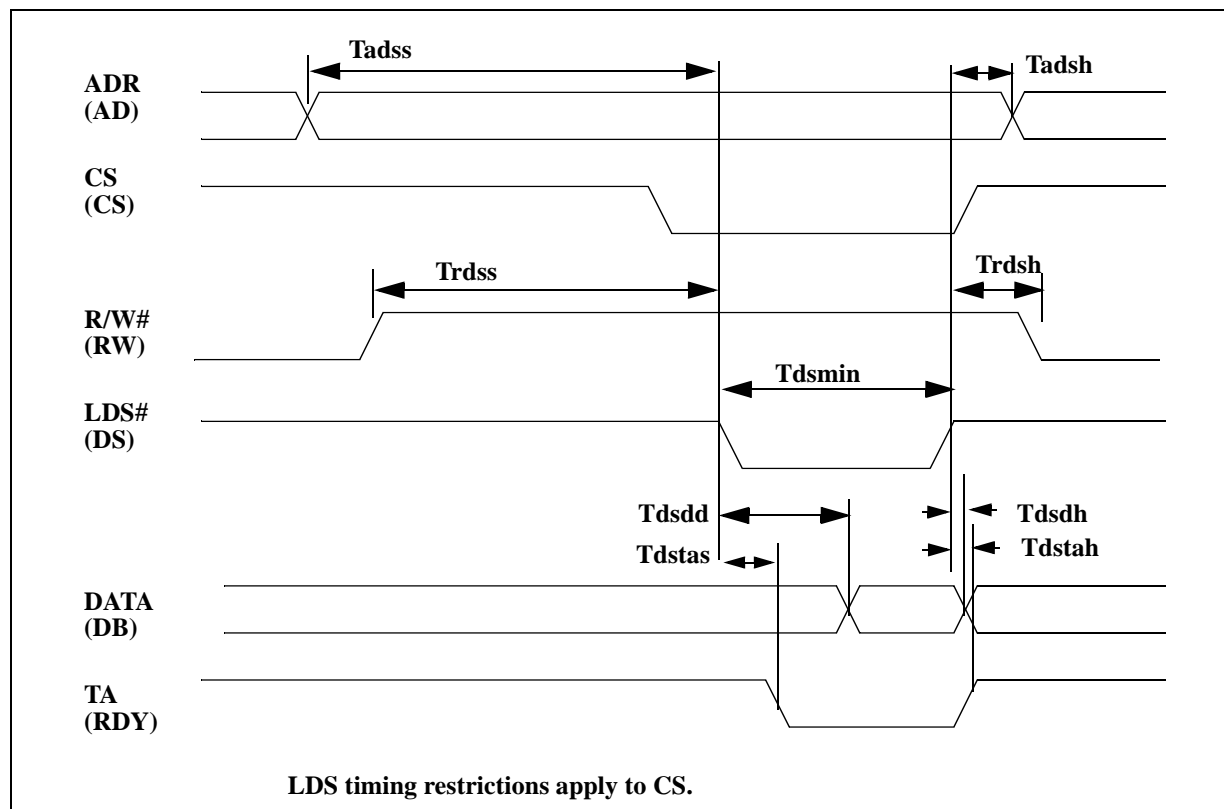 Tadss
Tadsh
ADR
(AD)
CS
(CS)
Trdss
Trdsh
R/W#
(RW)
Tdsmin
LDS#
(DS)
Tdsdd
Tdsdh
Tdstas
Tdstah
DATA
(DB)
TA
(RDY)
LDS timing restrictions apply to CS.